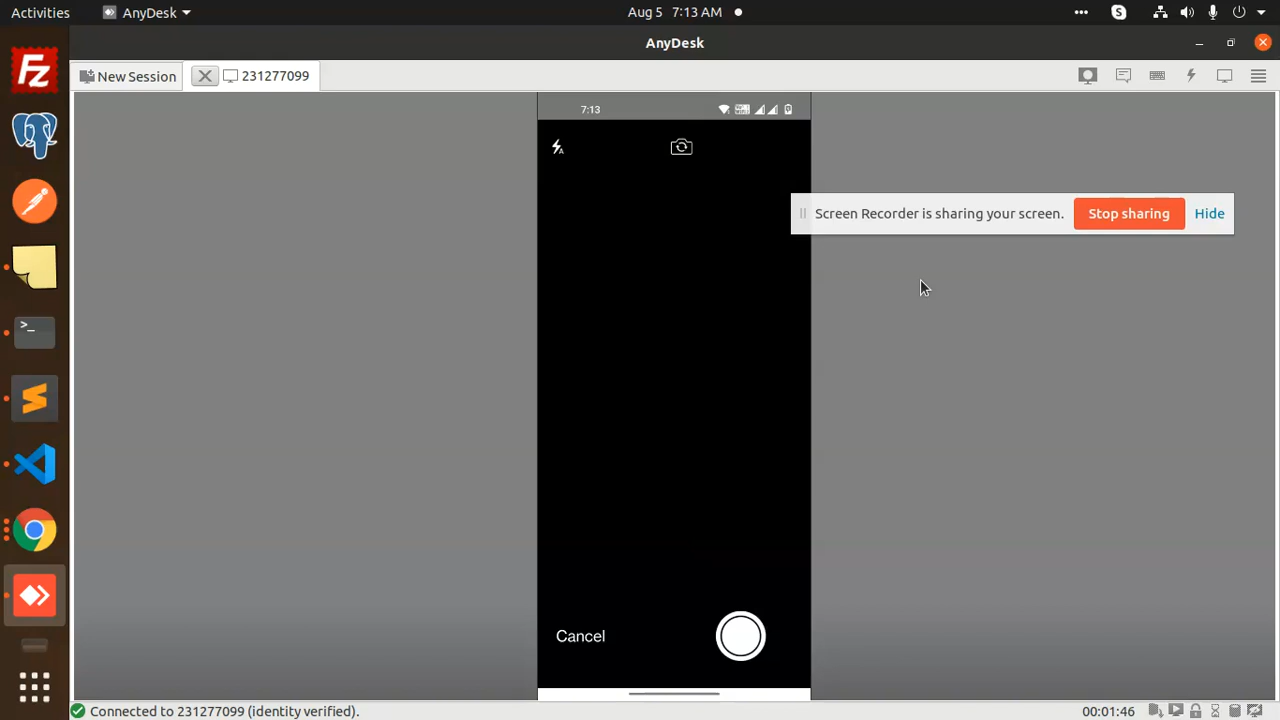 Activities AnyDesk Aug 5 7:13 AM
AnyDesk
New Session 231277099
7:13
Screen Recorder is sharing your screen. Stop sharing Hide
Cancel
Connected to 231277099 (identity verified). 00:01:46